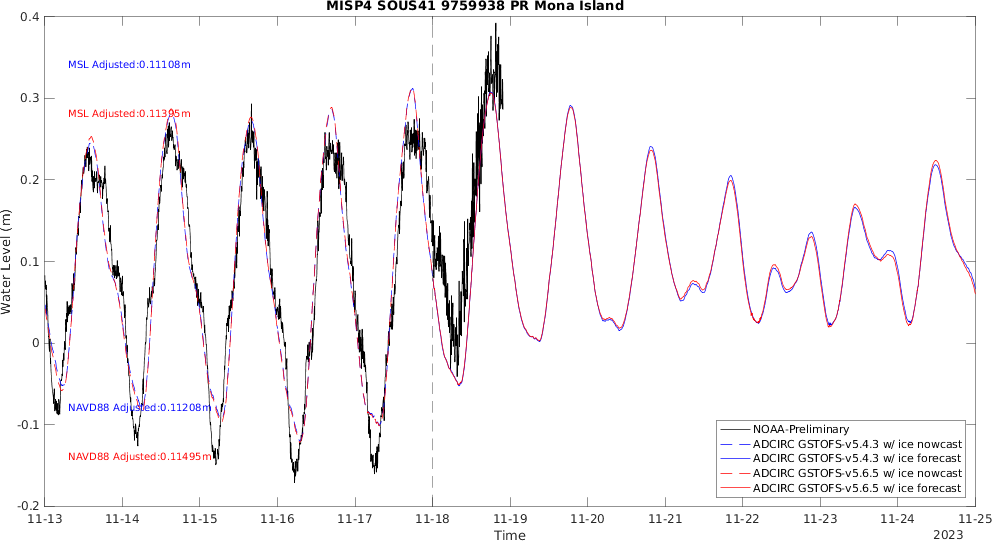 MISP4 SOUS41 9759938 PR Mona Island
0.4
0.3
0.2
0.1
0
-0.1
-0.2
Water Level (m)
MSL Adjusted:0.11108m
MSL Adjusted:0.11395m
NAVD88 Adjusted:0.11208m
NAVD88 Adjusted:0.11495m
NOAA-Preliminary
ADCIRC GSTOFS-v5.4.3 w/ ice nowcast
ADCIRC GSTOFS-v5.4.3 w/ ice forecast
ADCIRC GSTOFS-v5.6.5 w/ ice nowcast
ADCIRC GSTOFS-v5.6.5 w/ ice forecast
11-13 11-14 11-15 11-16 11-17 11-18 11-19 11-20 11-21 11-22 11-23 11-24 11-25
Time
2023